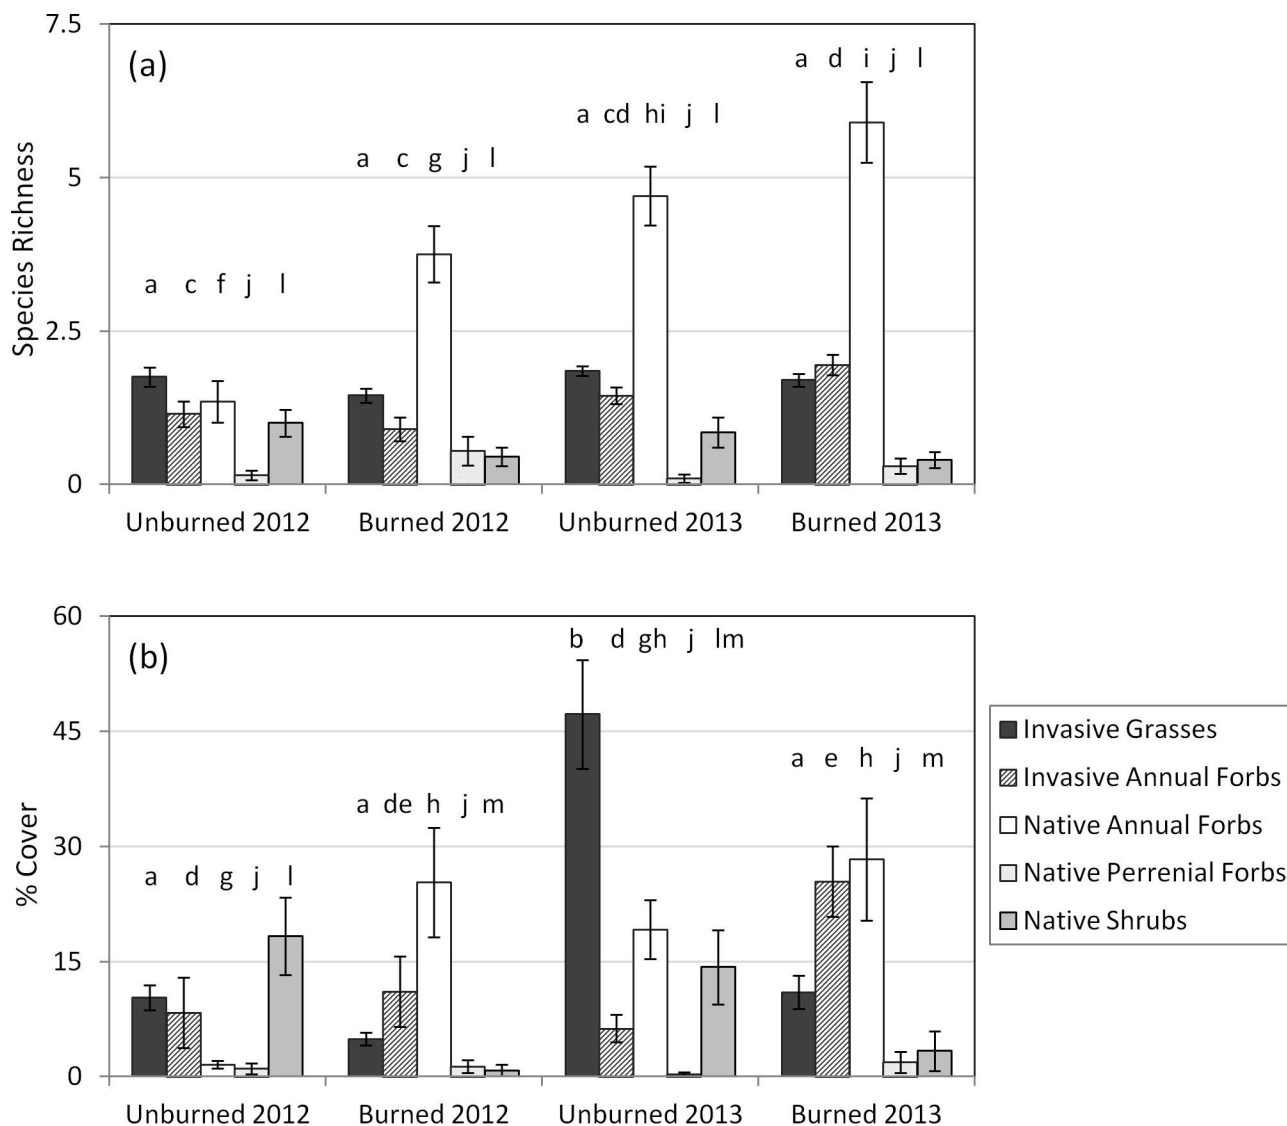 7.5
(a)
a d i j l
a cd hi j l
a c g j l
5
Species Richness
a c f j l
2.5
0
Unburned 2012 Burned 2012 Unburned 2013 Burned 2013
60
(b)
b d gh j lm
45
a e h j m
a de h j m
30
% Cover
a d g j l
15
0
Unburned 2012 Burned 2012 Unburned 2013 Burned 2013
Invasive Grasses
Invasive Annual Forbs
Native Annual Forbs
Native Perrenial Forbs
Native Shrubs